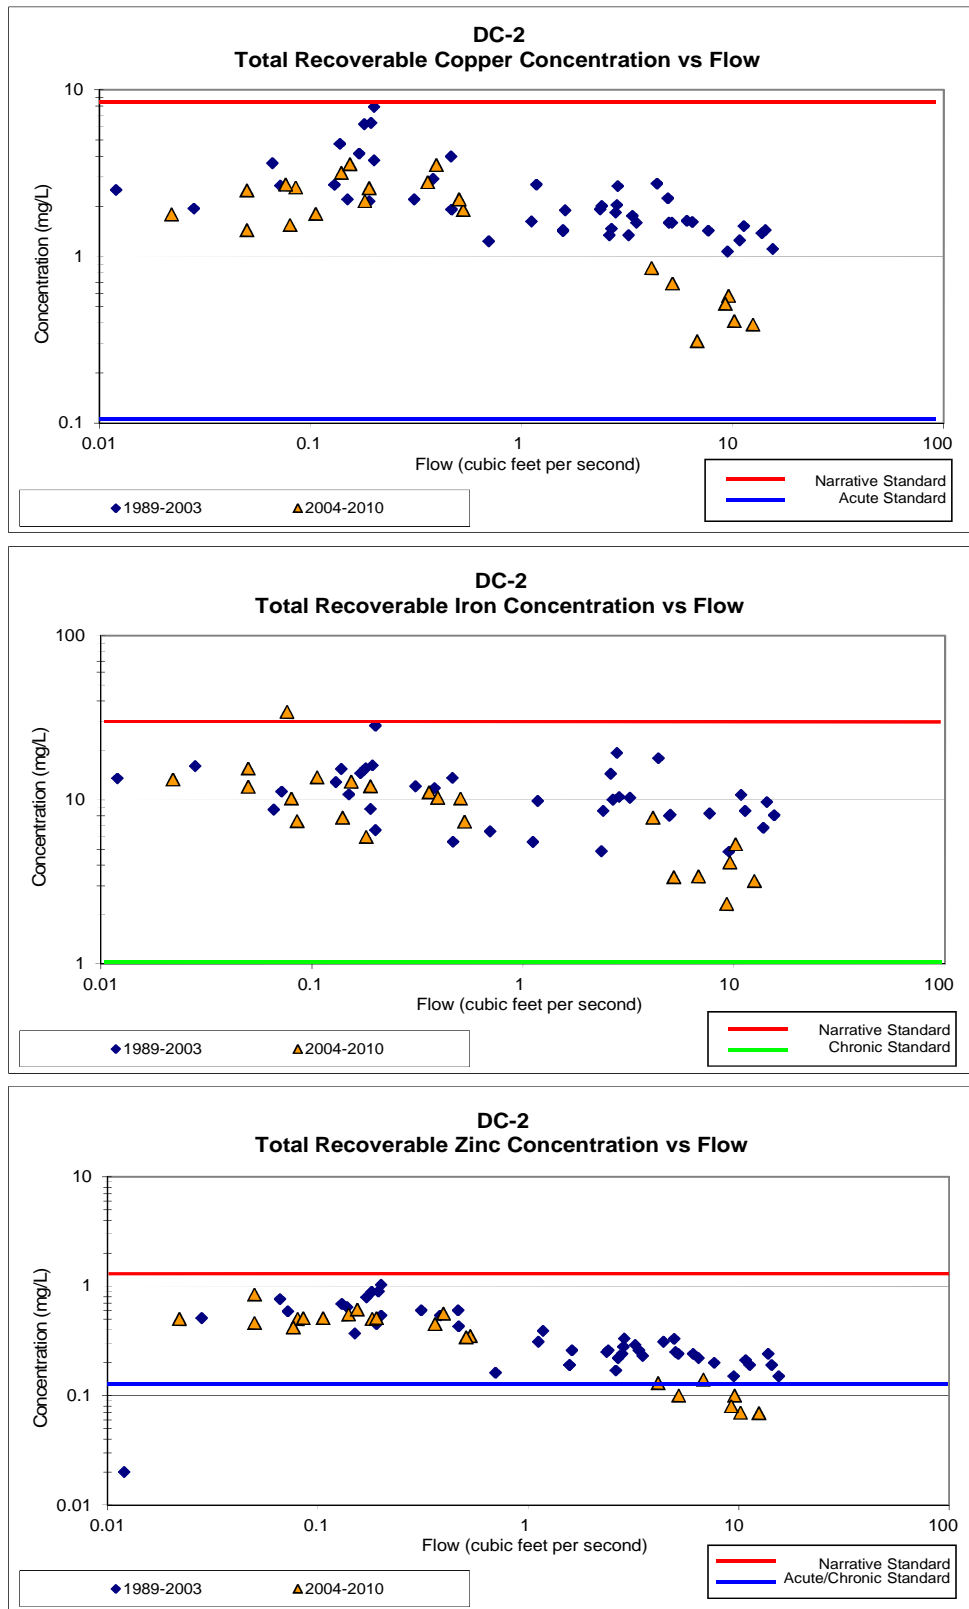 DC-2
Total Recoverable Copper Concentration vs Flow
10
1
0.1
Concentration (mg/L)
0.01
0.1
1
10
100
Flow (cubic feet per second)
1989-2003
2004-2010
Narrative Standard
Acute Standard
DC-2
Total Recoverable Iron Concentration vs Flow
100
10
1
Concentration (mg/L)
0.01
0.1
1
10
100
Flow (cubic feet per second)
1989-2003
2004-2010
Narrative Standard
Chronic Standard
DC-2
Total Recoverable Zinc Concentration vs Flow
10
1
0.1
0.01
Concentration (mg/L)
0.01
0.1
1
10
100
Flow (cubic feet per second)
1989-2003
2004-2010
Narrative Standard
Acute/Chronic Standard